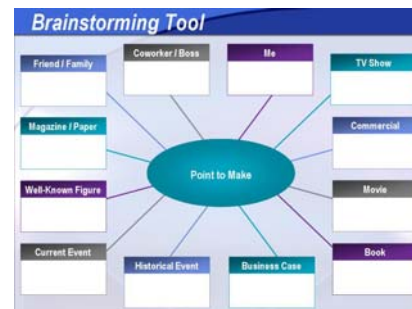 Brainstorming Tool
Coworker / Boss
Me
Friend / Family
TV Show
Magazine / Paper
Commercial
Point to Make
Well-Known Figure
Movie
Current Event
Book
Historical Event
Business Case